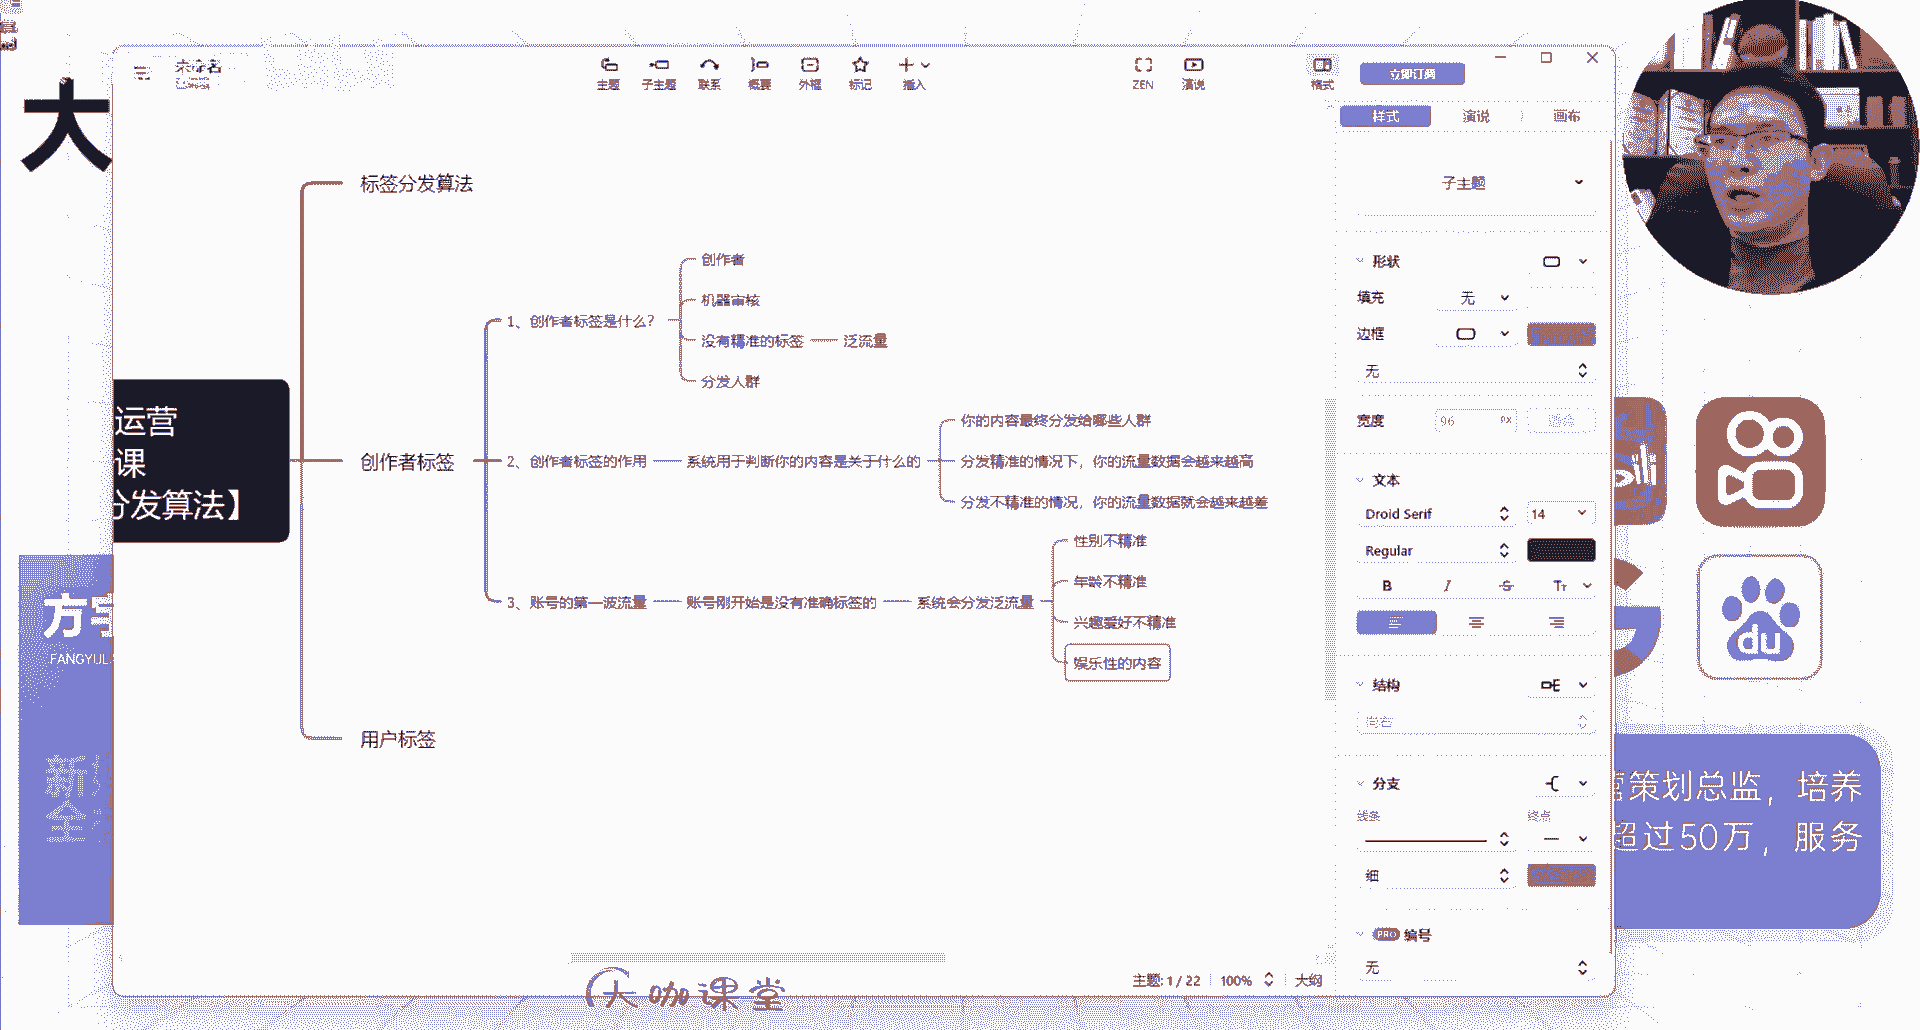 大
未命名
主题 子主题 联系 概要 外框 标记 插入 ZEN 演说 格式
立即订阅
样式 演说 画布
标签分发算法
子主题
创作者
机器审核
1、创作者标签是什么?
没有精准的标签 泛流量
分发人群
形状
填充 无
边框
无
运营
课
分发算法】
创作者标签
你的内容最终分发给哪些人群
2、创作者标签的作用 系统用于判断你的内容是关于什么的 分发精准的情况下，你的流量数据会越来越高
分发不精准的情况，你的流量数据就会越来越差
宽度 96 PX
文本
Droid Serif 14
Regular
B I S Tт
性别不精准
年龄不精准
3、账号的第一波流量 账号刚开始是没有准确标签的 系统会分发泛流量
兴趣爱好不精准
娱乐性的内容
用户标签
结构
向右
分支
线条 终点
细
PRO 编号
无
主题: 1 / 22 100% 大纲
大咖课堂
方宇
FANGYU
新
全
du
策划总监，培养
超过50万，服务